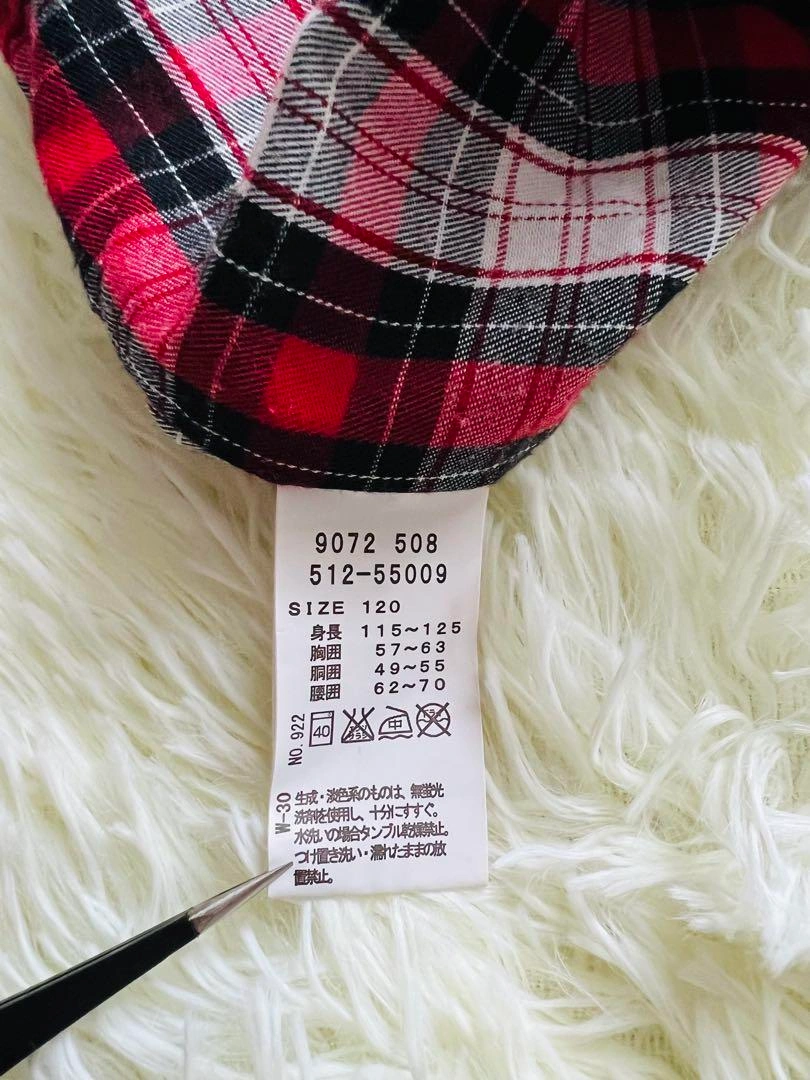 9072 508
512-55009
SIZE 120
身長 115~125
胸囲 57~63
胴囲 49~55
腰囲 62~70
NO.922
40
中
W-30
生成・淡色系のものは、無蛍光
洗剤を使用し、十分にすすぐ。
水洗いの場合タンブル乾燥禁止。
つけ置き洗い・濡れたままの放
置禁止。